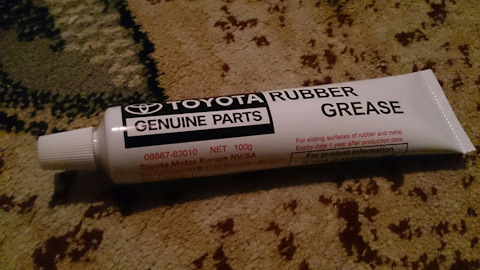 TOYOTA
GENUINE PARTS
RUBBER
GREASE
08887-83010 NET 100g
Toyota Motor Europe NV/SA
For sliding surfaces of rubber and metal
Expiry date 1 year after production date.
For product information